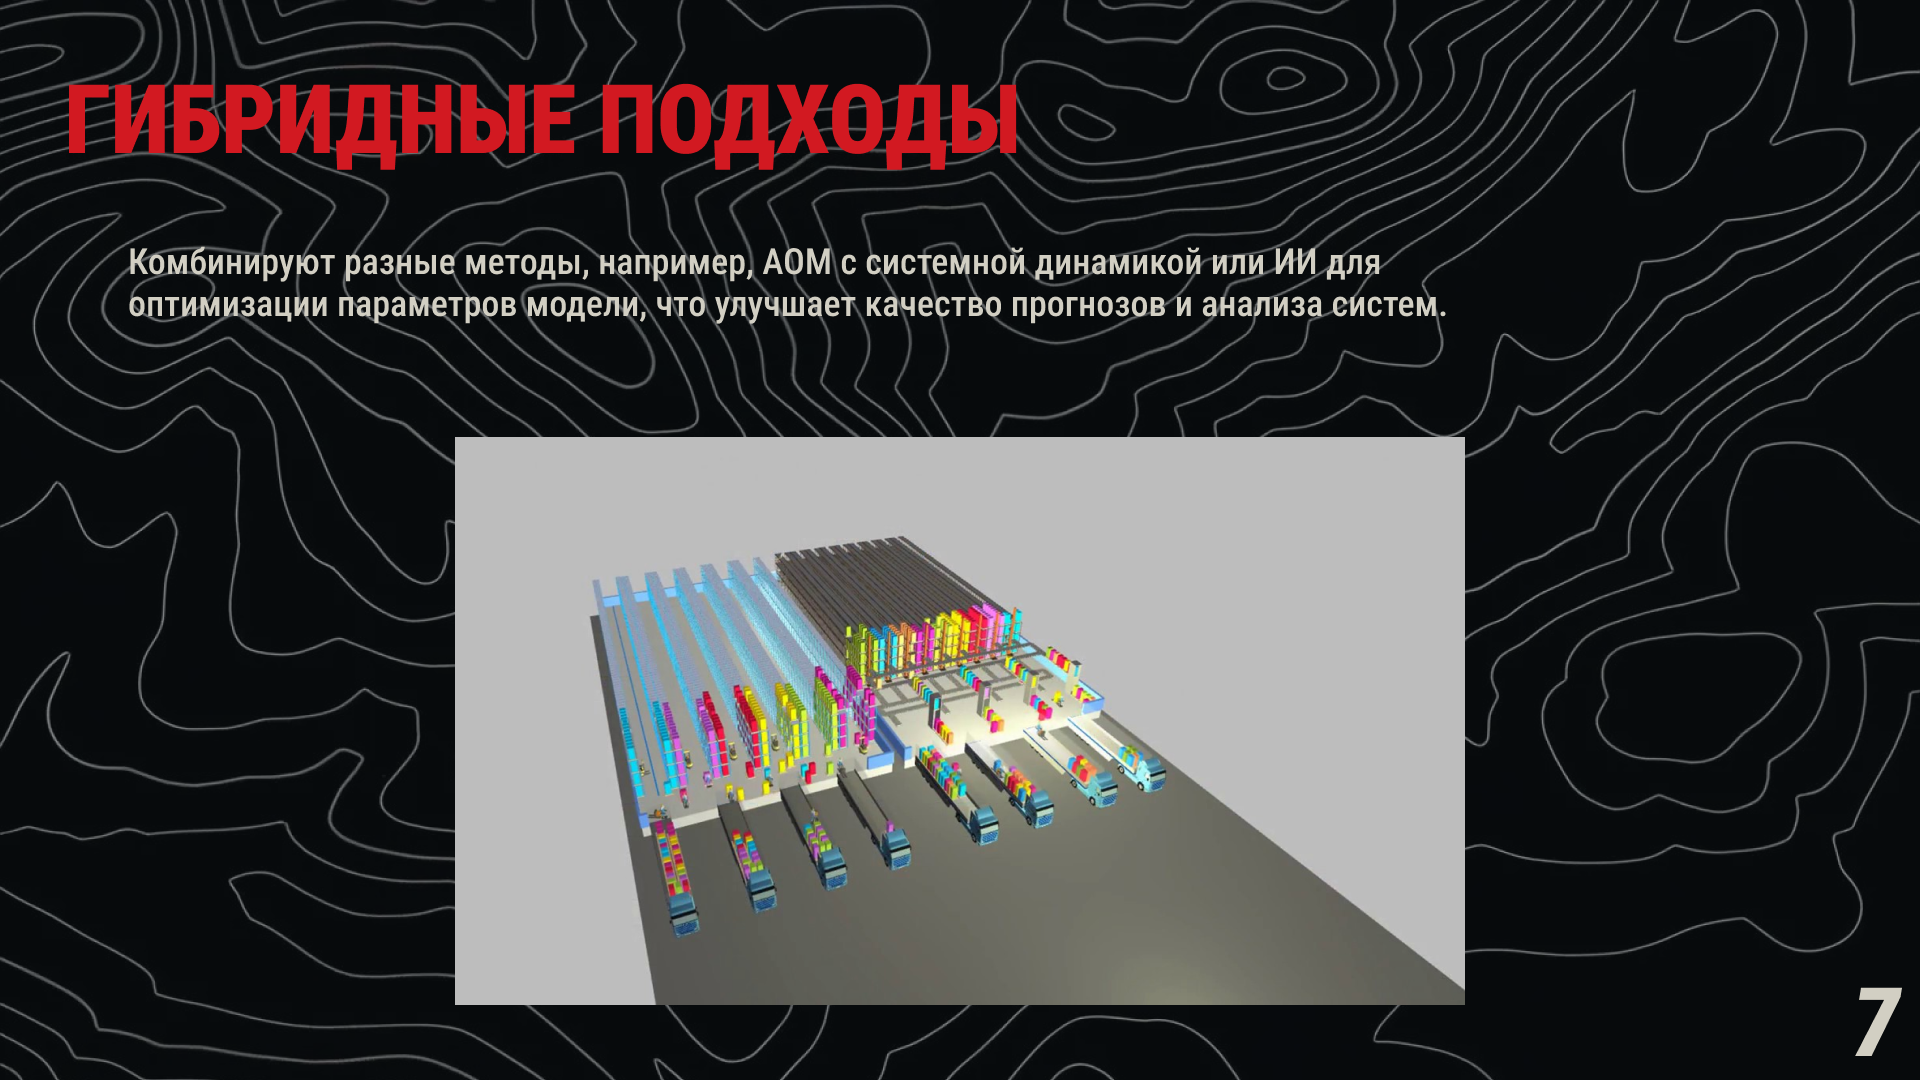 ГИБРИДНЫЕ ПОДХОДЫ
Комбинируют разные методы, например, АОМ с системной динамикой или ИИ для
оптимизации параметров модели, что улучшает качество прогнозов и анализа систем.
7